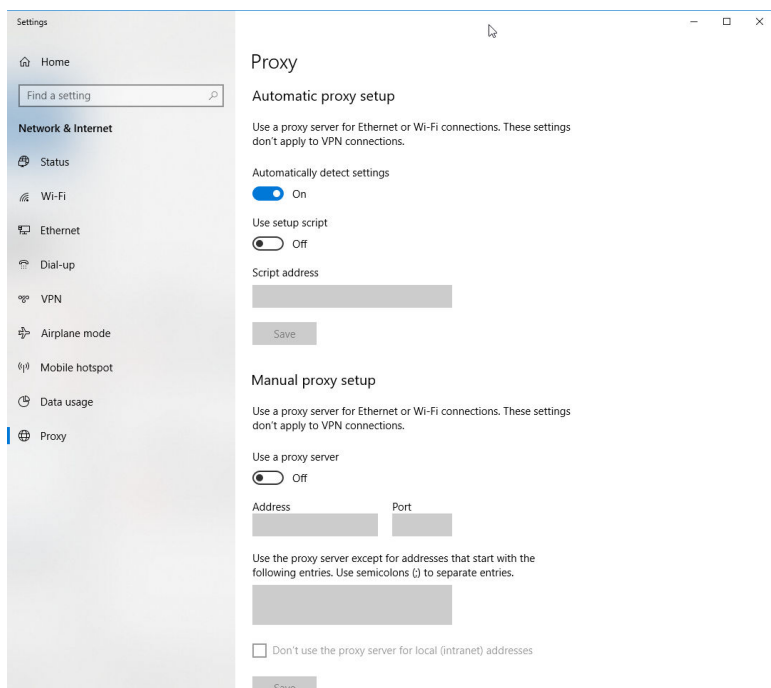 Settings
Home
Find a setting
Network & Internet
Status
Wi-Fi
Ethernet
Dial-up
VPN
Airplane mode
Mobile hotspot
Data usage
Proxy
Proxy
Automatic proxy setup
Use a proxy server for Ethernet or Wi-Fi connections. These settings
don't apply to VPN connections.
Automatically detect settings
On
Use setup script
Off
Script address
Save
Manual proxy setup
Use a proxy server for Ethernet or Wi-Fi connections. These settings
don't apply to VPN connections.
Use a proxy server
Off
Address Port
Use the proxy server except for addresses that start with the
following entries. Use semicolons (;) to separate entries.
Don't use the proxy server for local (intranet) addresses
Save